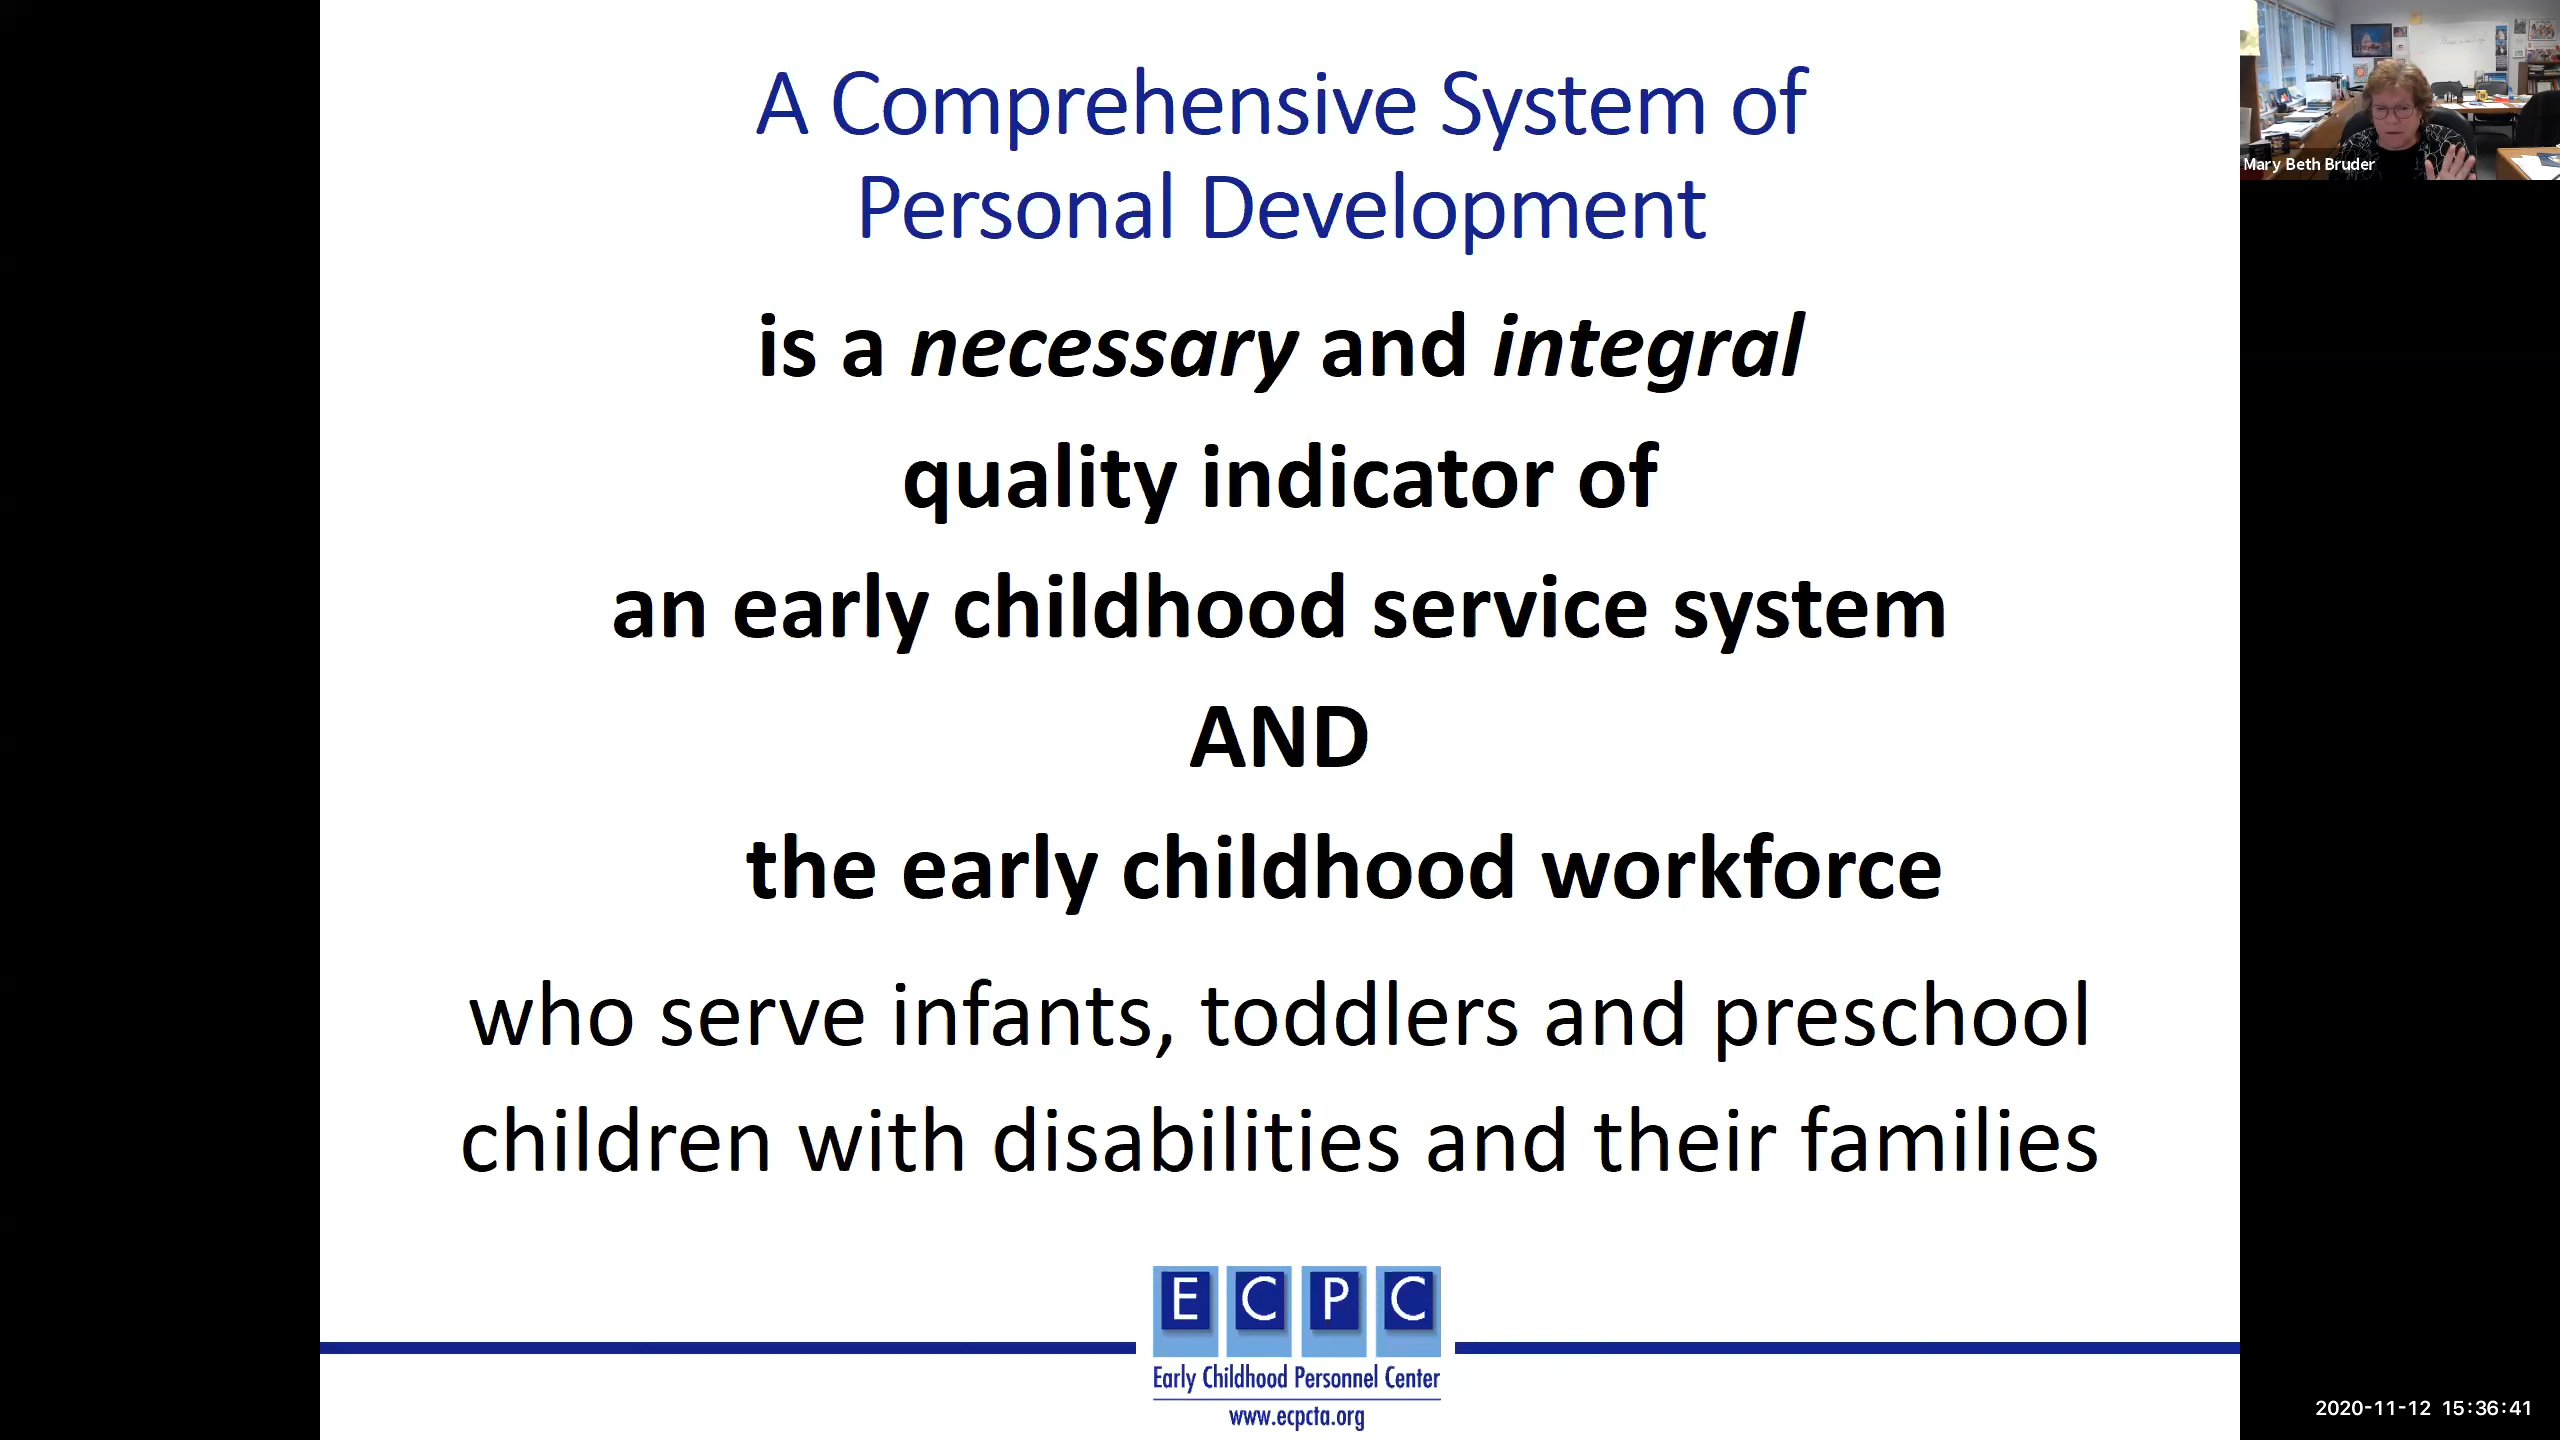 A Comprehensive System of
Personal Development
is a necessary and integral
quality indicator of
an early childhood service system
AND
the early childhood workforce
who serve infants, toddlers and preschool
children with disabilities and their families
E C P C
Early Childhood Personnel Center
www.ecpcta.org
Mary Beth Bruder
2020-11-12 15:36:41